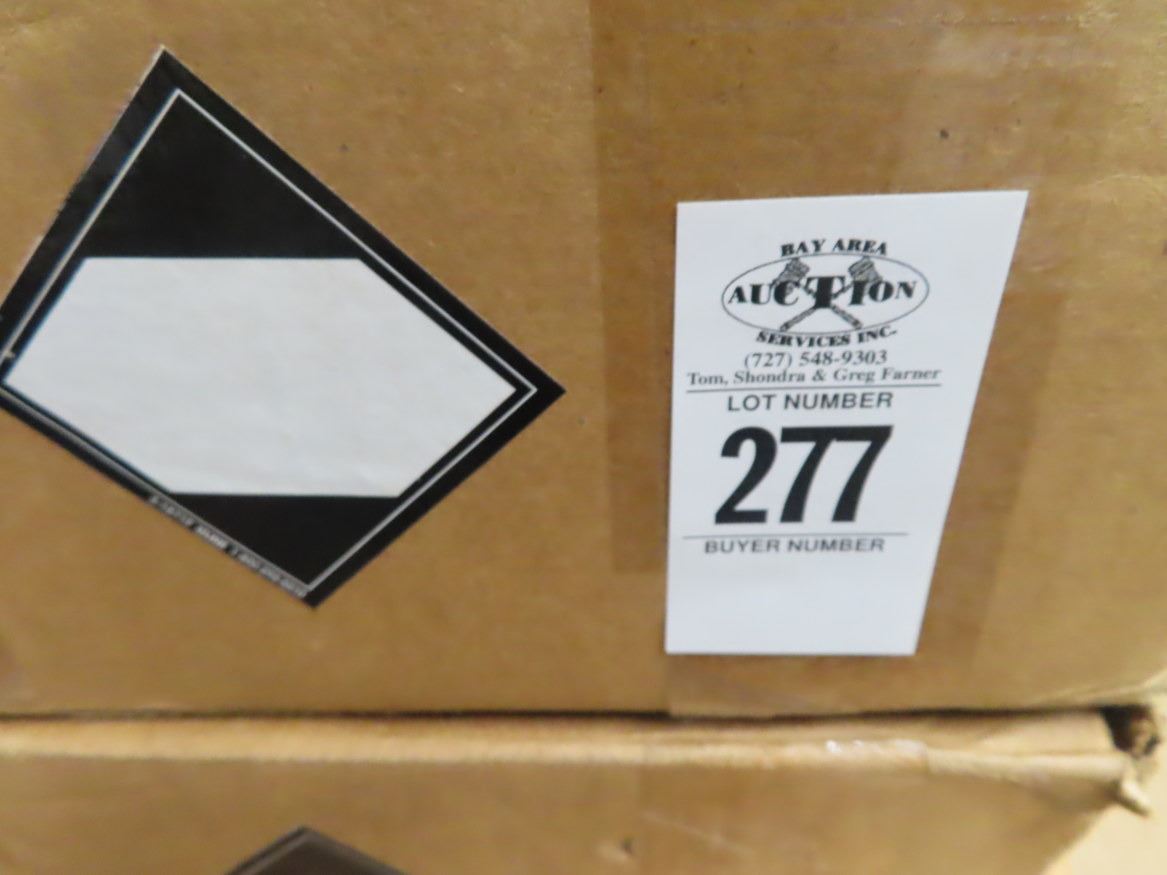 BAY AREA
AUCTION
SERVICES INC.
(727) 548-9303
Tom, Shondra & Greg Farner
LOT NUMBER
277
BUYER NUMBER